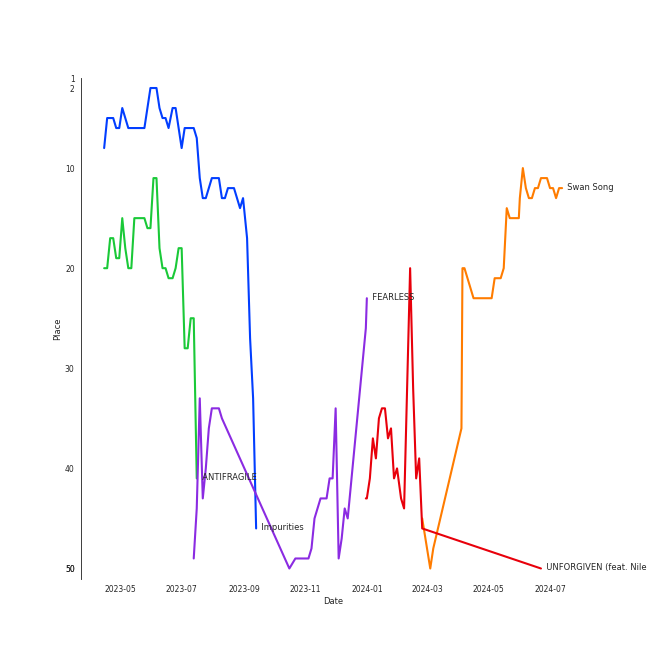 1
2
10
20
30
40
50
Place
FEARLESS
ANTIFRAGILE
Impurities
Swan Song
UNFORGIVEN (feat. Nile
2023-05
2023-07
2023-09
2023-11
2024-01
2024-03
2024-05
2024-07
Date